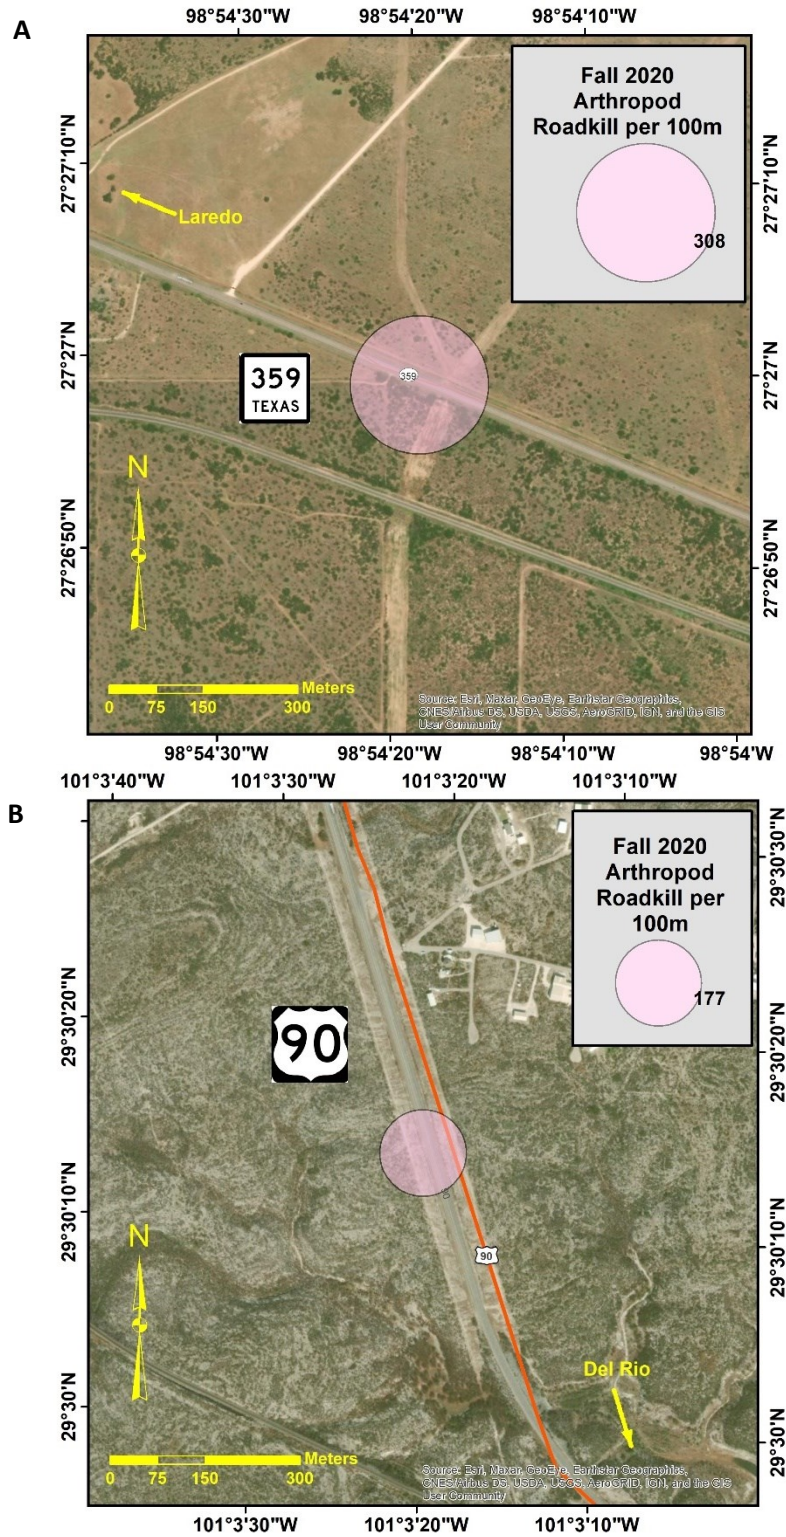 A
98°54'30"W
98°54'20"W
98°54'10"W
Fall 2020
Arthropod
Roadkill per 100m
308
27°27'10"N
27°27'10"N
Laredo
27°27'N
27°27'N
359
TEXAS
359
N
27°26'50"N
27°26'50"N
Meters
0 75 150 300
Source: Esri, Maxar, GeoEye, Earthstar Geographics,
CNES/Airbus DS, USDA, USGS, AeroGRID, IGN, and the GIS
User Community
98°54'30"W
98°54'20"W
98°54'10"W
98°54'W
B
101°3'40"W
101°3'30"W
101°3'20"W
101°3'10"W
Fall 2020
Arthropod
Roadkill per
100m
177
29°30'30"N
29°30'20"N
29°30'20"N
90
29°30'10"N
29°30'10"N
90
N
Del Rio
29°30'N
29°30'N
Meters
0 75 150 300
Source: Esri, Maxar, GeoEye, Earthstar Geographics,
CNES/Airbus DS, USDA, USGS, AeroGRID, IGN, and the GIS
User Community
101°3'30"W
101°3'20"W
101°3'10"W